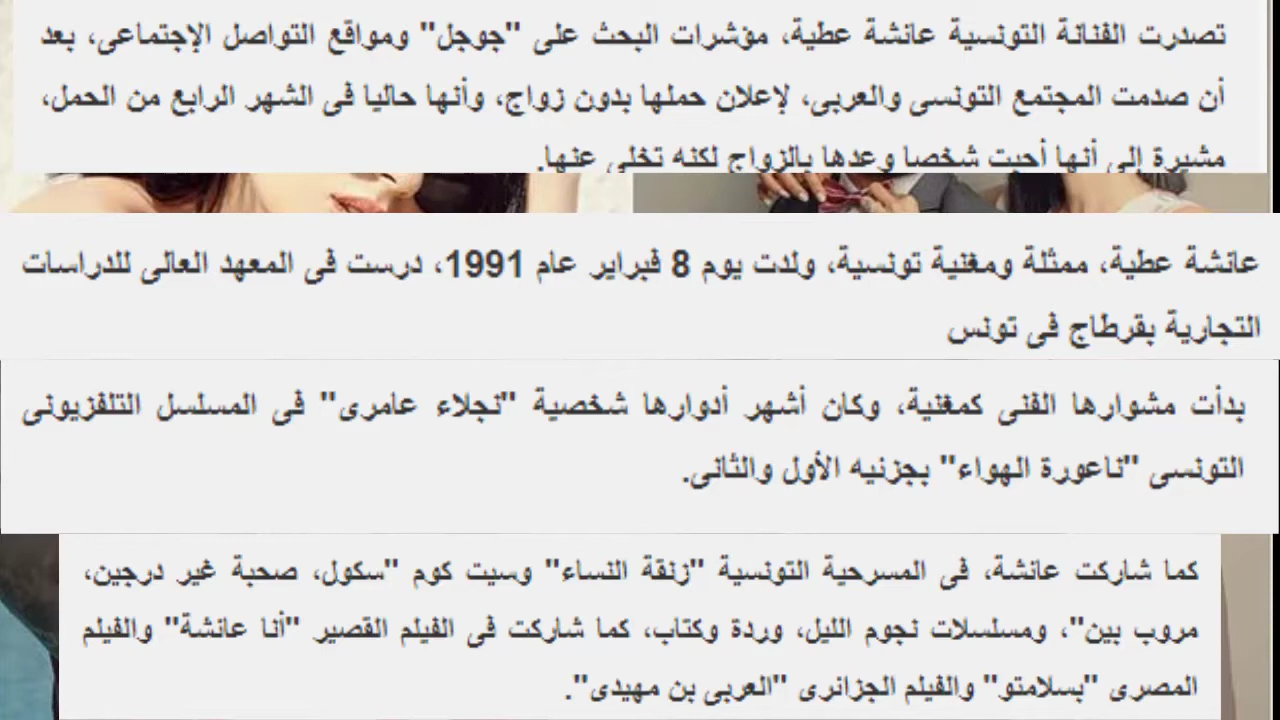 تصدرت الفنانة التونسية عائشة عطية، مؤشرات البحث على "جوجل" ومواقع التواصل الإجتماعى، بعد
أن صدمت المجتمع التونسى والعربى، لإعلان حملها بدون زواج، وأنها حاليا فى الشهر الرابع من الحمل،
مشيرة إلى أنها أحبت شخصا وعدها بالزواج لكنه تخلى عنها.
عائشة عطية، ممثلة ومغنية تونسية، ولدت يوم 8 فبراير عام 1991، درست فى المعهد العالى للدراسات
التجارية بقرطاج فى تونس
بدأت مشوارها الفنى كمغنية، وكان أشهر أدوارها شخصية "نجلاء عامرى" فى المسلسل التلفزيونى
التونسى "ناعورة الهواء" بجزئيه الأول والثانى.
كما شاركت عائشة، فى المسرحية التونسية "زنقة النساء" وسيت كوم "سكول، صحبة غير درجين،
مروب بين"، ومسلسلات نجوم الليل، وردة وكتاب، كما شاركت فى الفيلم القصير "أنا عائشة" والفيلم
المصرى "بسلامتو" والفيلم الجزائرى "العربى بن مهيدى".